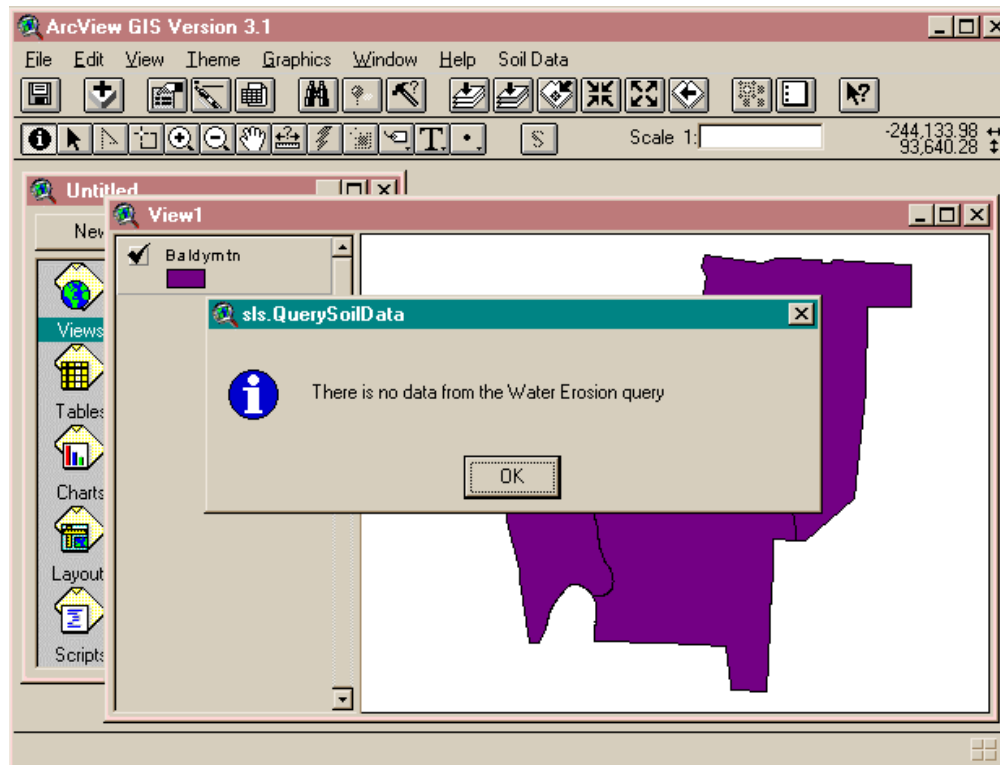 ArcView GIS Version 3.1
File Edit View Theme Graphics Window Help Soil Data
S Scale 1: -244,133.98
93,640.28
Untitled
New
Views
Tables
Charts
Layout
Scripts
View1
Baldymtn
sls.QuerySoilData
There is no data from the Water Erosion query
OK